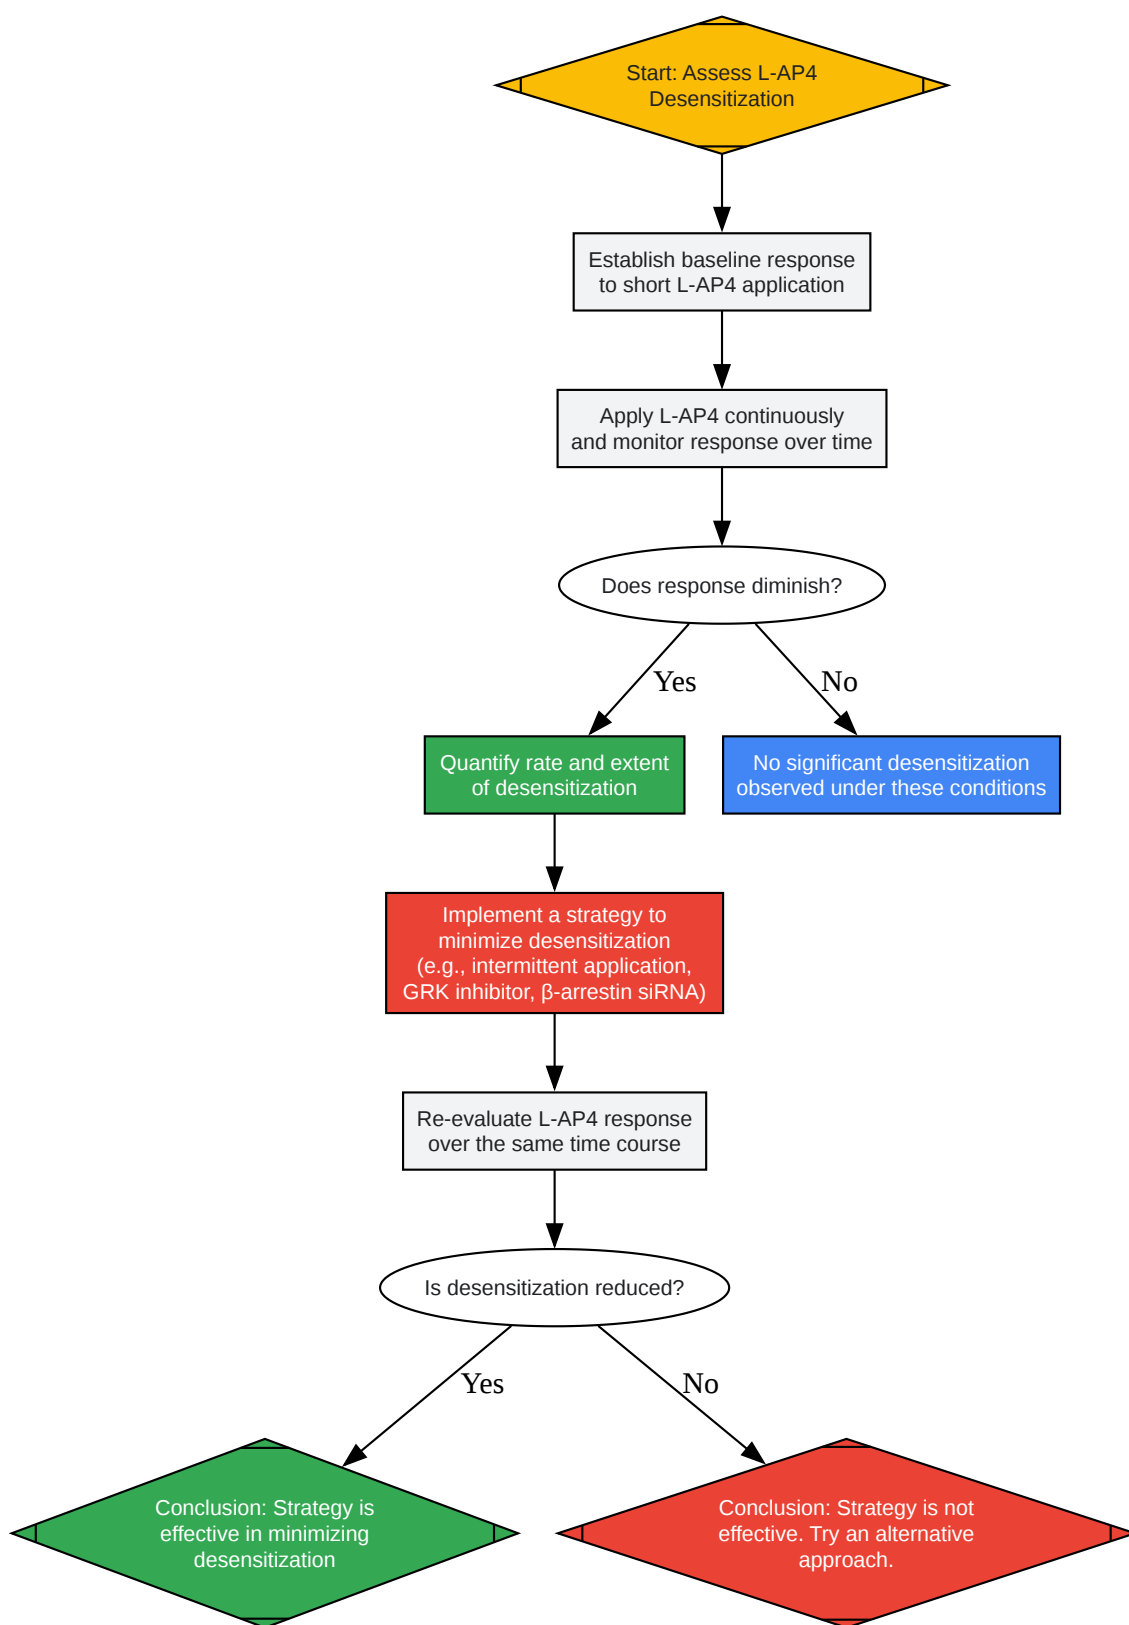 Start: Assess L-AP4
Desensitization
Establish baseline response
to short L-AP4 application
Apply L-AP4 continuously
and monitor response over time
Does response diminish?
Yes
No
Quantify rate and extent
of desensitization
No significant desensitization
observed under these conditions
Implement a strategy to
minimize desensitization
(e.g., intermittent application,
GRK inhibitor, β-arrestin siRNA)
Re-evaluate L-AP4 response
over the same time course
Is desensitization reduced?
Yes
No
Conclusion: Strategy is
effective in minimizing
desensitization
Conclusion: Strategy is not
effective. Try an alternative
approach.